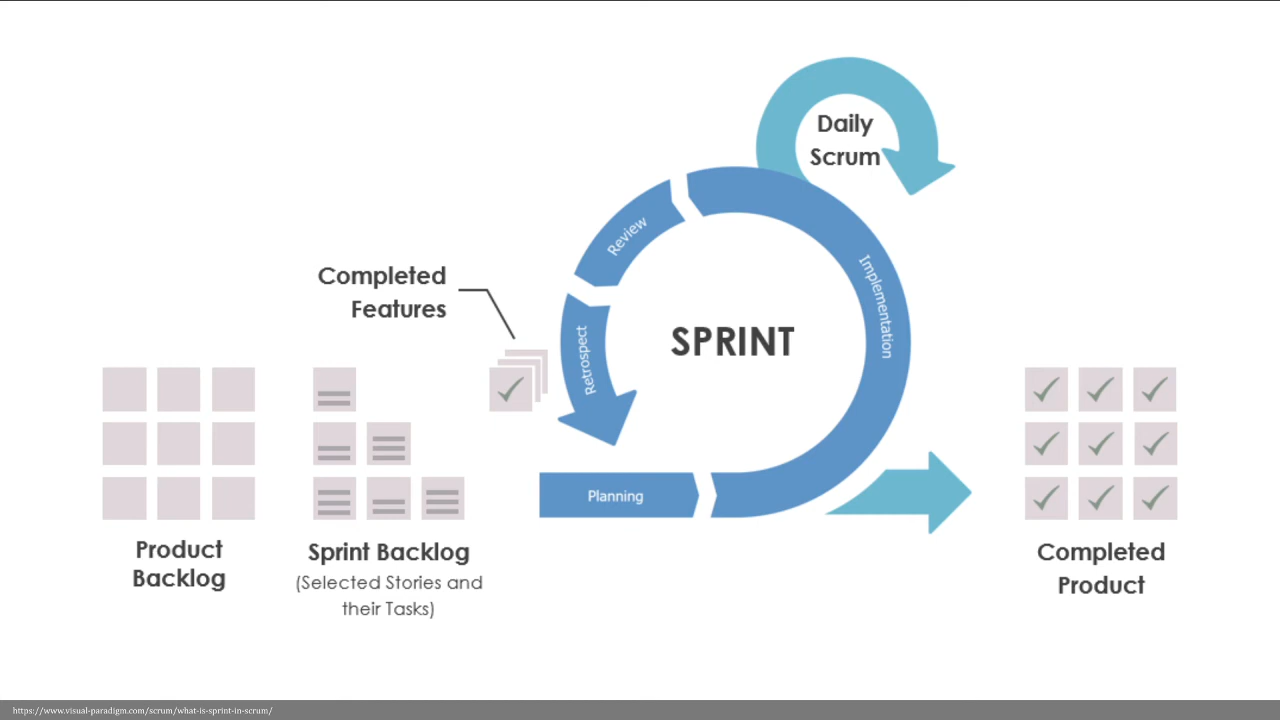 Daily
Scrum
Review
Implementation
Completed
Features
SPRINT
Retrospect
Planning
Product
Backlog
Sprint Backlog
(Selected Stories and
their Tasks)
Completed
Product
https://www.visual-paradigm.com/scrum/what-is-sprint-in-scrum/